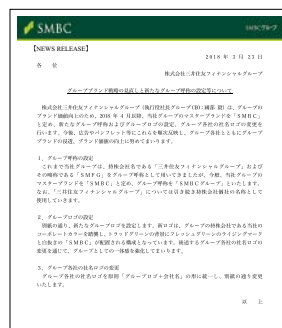 SMBC
SMBCグループ
【NEWS RELEASE】
2018 年 3 月 23 日
各 位
株式会社三井住友フィナンシャルグループ
グループブランド戦略の見直しと新たなグループ呼称の設定等について
株式会社三井住友フィナンシャルグループ(執行役社長グループCEO:國部 毅)は、グループの
ブランド価値向上のため、2018 年 4 月以降、当社グループのマスターブランドを「SMBC」
と定め、新たなグループ呼称およびグループロゴの設定、グループ各社の社名ロゴの変更を
行います。今後、広告やパンフレット等にこれらを順次反映し、グループ各社とともにグループ
ブランドの浸透、ブランド価値の向上に努めてまいります。
1．グループ呼称の設定
これまで当社グループは、持株会社名である「三井住友フィナンシャルグループ」および
その略称である「SMFG」をグループ呼称として用いてきましたが、今般、当社グループの
マスターブランドを「SMBC」と定め、グループ呼称を「SMBCグループ」といたします。
なお、「三井住友フィナンシャルグループ」については引き続き持株会社個社の名称として
使用していきます。
2．グループロゴの設定
別紙の通り、新たなグループロゴを設定します。新ロゴは、グループの持株会社である当社の
コーポレートカラーを踏襲し、トラッドグリーンの背景にフレッシュグリーンのライジングマーク
と白抜きの「SMBC」が配置される構成となっています。後述するグループ各社の社名ロゴの
変更を通じて、グループとしての一体感を強化してまいります。
3．グループ各社の社名ロゴの変更
グループ各社の社名ロゴを原則「グループロゴ＋会社名」の形に統一し、別紙の通り変更
いたします。
以 上